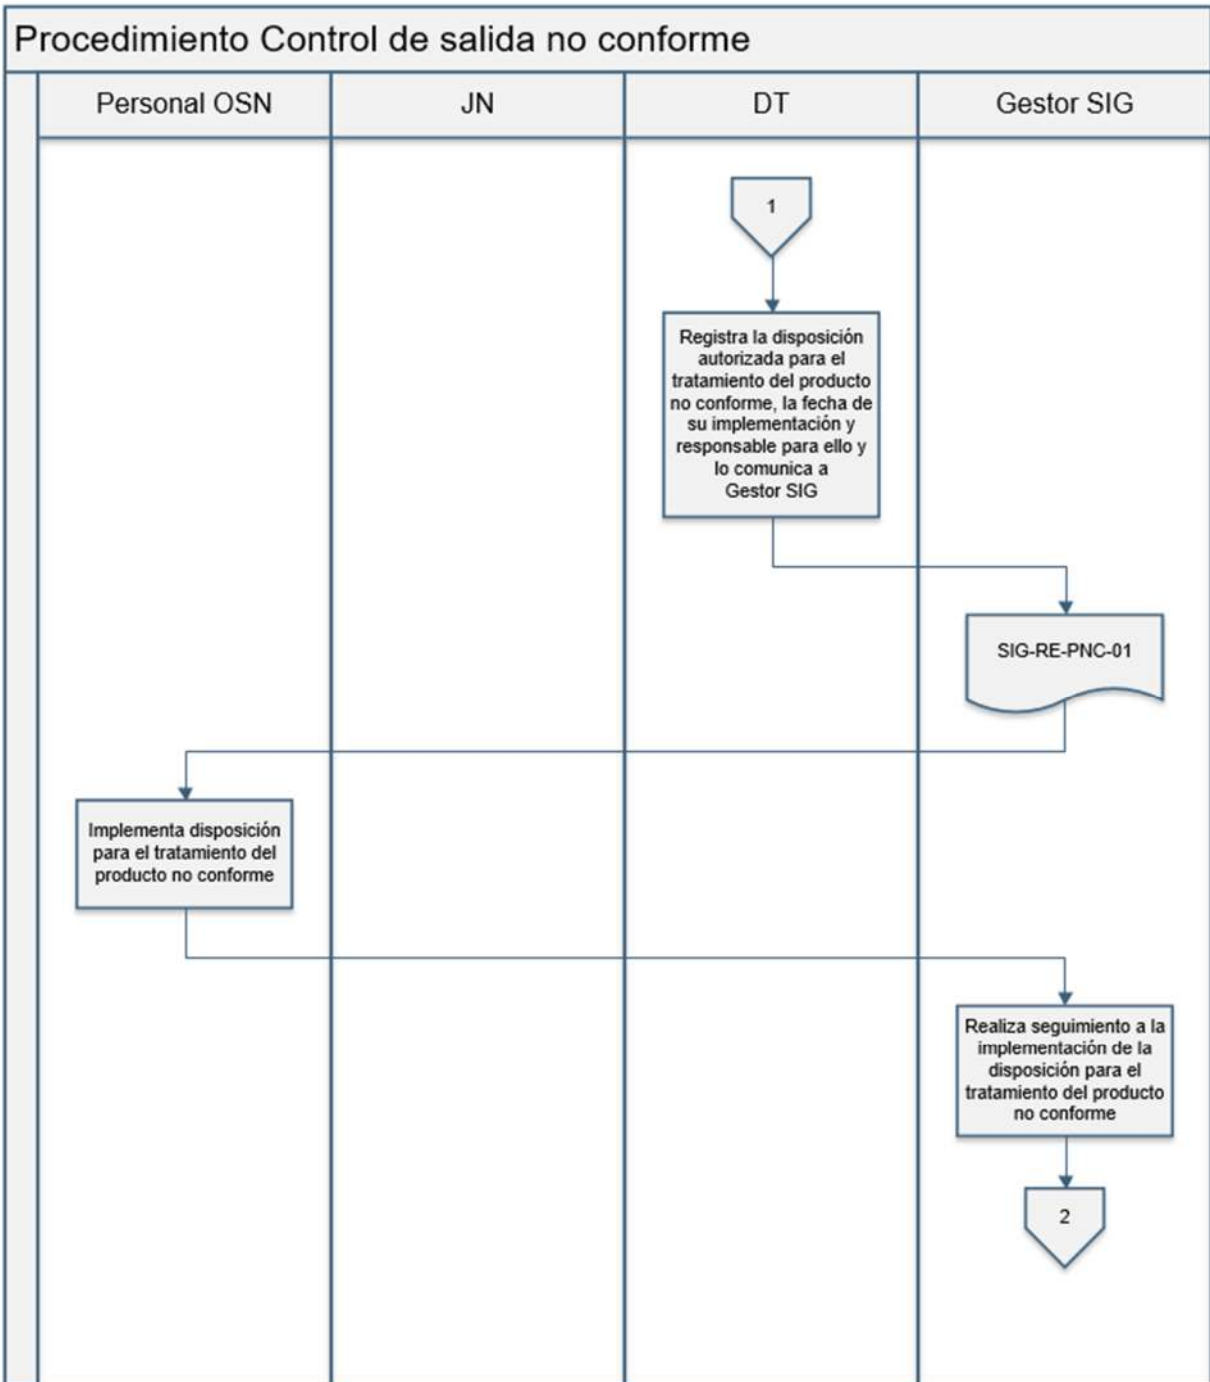 Procedimiento Control de salida no conforme
Personal OSN
JN
DT
Gestor SIG
1
Registra la disposición
autorizada para el
tratamiento del producto
no conforme, la fecha de
su implementación y
responsable para ello y
lo comunica a
Gestor SIG
SIG-RE-PNC-01
Implementa disposición
para el tratamiento del
producto no conforme
Realiza seguimiento a la
implementación de la
disposición para el
tratamiento del producto
no conforme
2